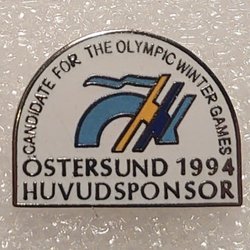 CANDIDATE FOR THE OLYMPIC WINTER GAMES
ÖSTERSUND 1994
HUVUDSPONSOR